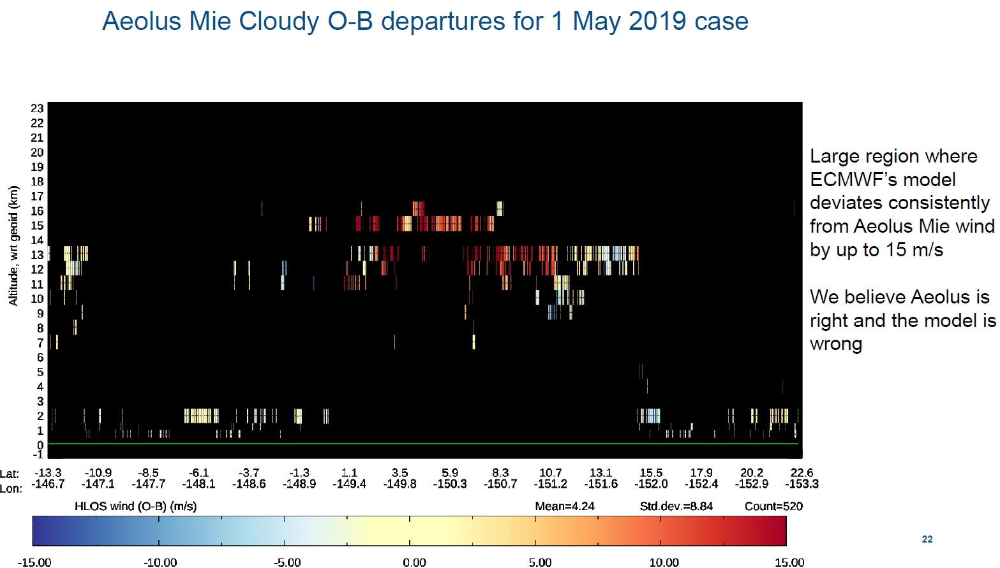 Aeolus Mie Cloudy O-B departures for 1 May 2019 case
Altitude, wrt geoid (km)
23
22
21
20
19
18
17
16
15
14
13
12
11
10
9
8
7
6
5
4
3
2
1
0
-1
Large region where
ECMWF’s model
deviates consistently
from Aeolus Mie wind
by up to 15 m/s
We believe Aeolus is
right and the model is
wrong
Lat: -13.3 -10.9 -8.5 -6.1 -3.7 -1.3 1.1 3.5 5.9 8.3 10.7 13.1 15.5 17.9 20.2 22.6
Lon: -146.7 -147.1 -147.7 -148.1 -148.6 -148.9 -149.4 -149.8 -150.3 -150.7 -151.2 -151.6 -152.0 -152.4 -152.9 -153.3
HLOS wind (O-B) (m/s) Mean=4.24 Std.dev.=8.84 Count=520
-15.00 -10.00 -5.00 0.00 5.00 10.00 15.00
22